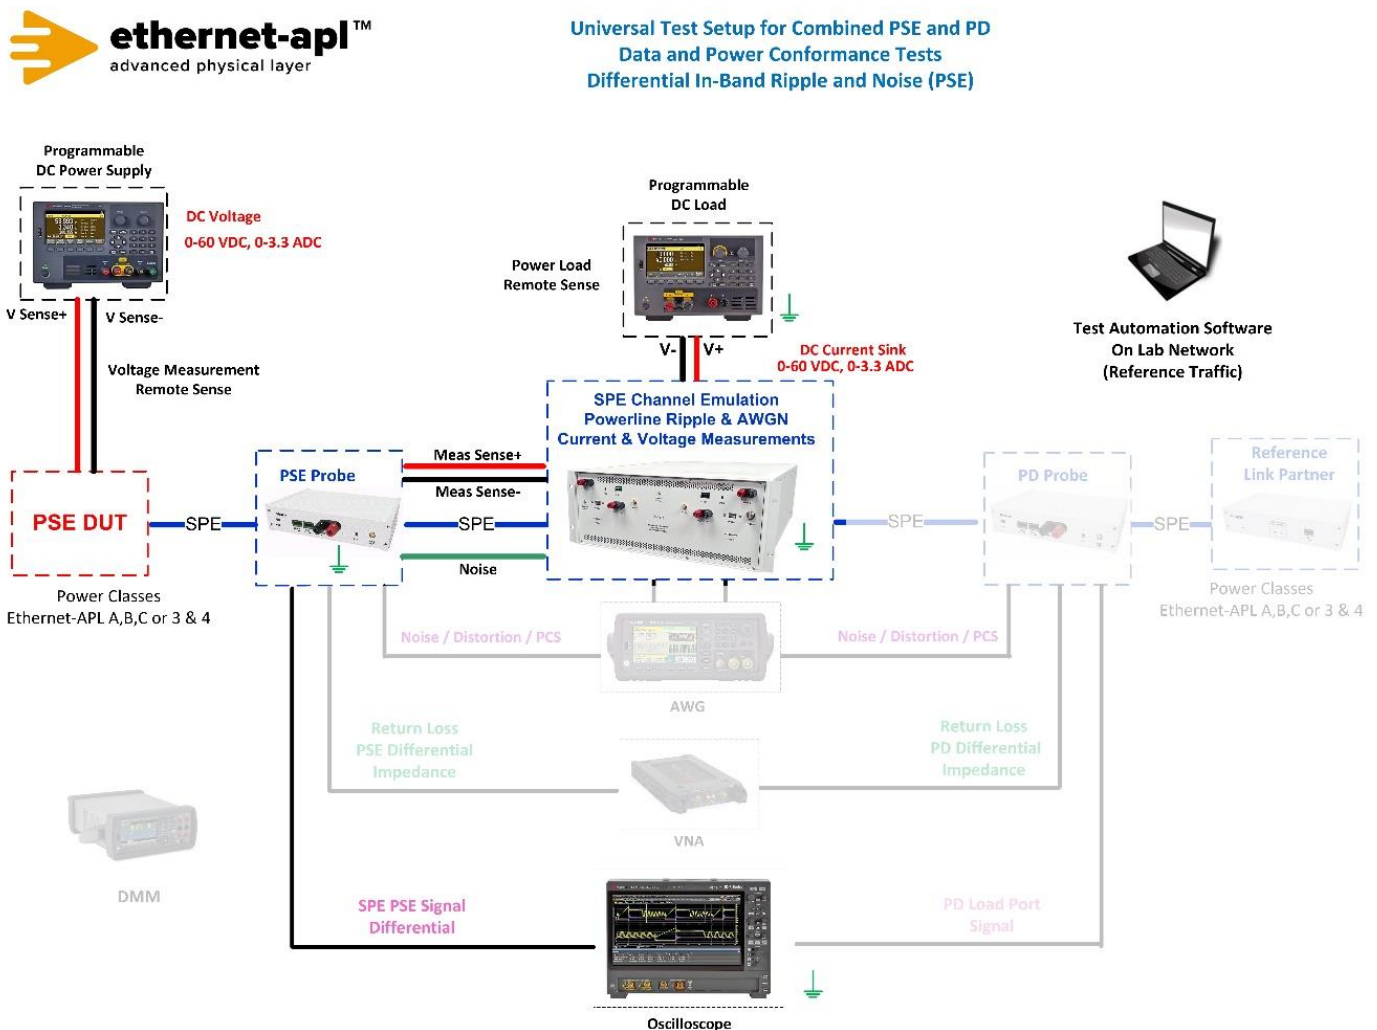 ethernet-apl™
advanced physical layer
Universal Test Setup for Combined PSE and PD
Data and Power Conformance Tests
Differential In-Band Ripple and Noise (PSE)
Programmable
DC Power Supply
DC Voltage
0-60 VDC, 0-3.3 ADC
V Sense+
V Sense-
Voltage Measurement
Remote Sense
Programmable
DC Load
Power Load
Remote Sense
V-
V+
DC Current Sink
0-60 VDC, 0-3.3 ADC
Test Automation Software
On Lab Network
(Reference Traffic)
SPE Channel Emulation
Powerline Ripple & AWGN
Current & Voltage Measurements
PSE DUT
SPE
PSE Probe
Meas Sense+
Meas Sense-
SPE
Noise
SPE
PD Probe
SPE
Reference
Link Partner
Power Classes
Ethernet-APL A,B,C or 3 & 4
Power Classes
Ethernet-APL A,B,C or 3 & 4
Noise / Distortion / PCS
Noise / Distortion / PCS
AWG
Return Loss
PSE Differential
Impedance
Return Loss
PD Differential
Impedance
VNA
DMM
SPE PSE Signal
Differential
PD Load Port
Signal
Oscilloscope